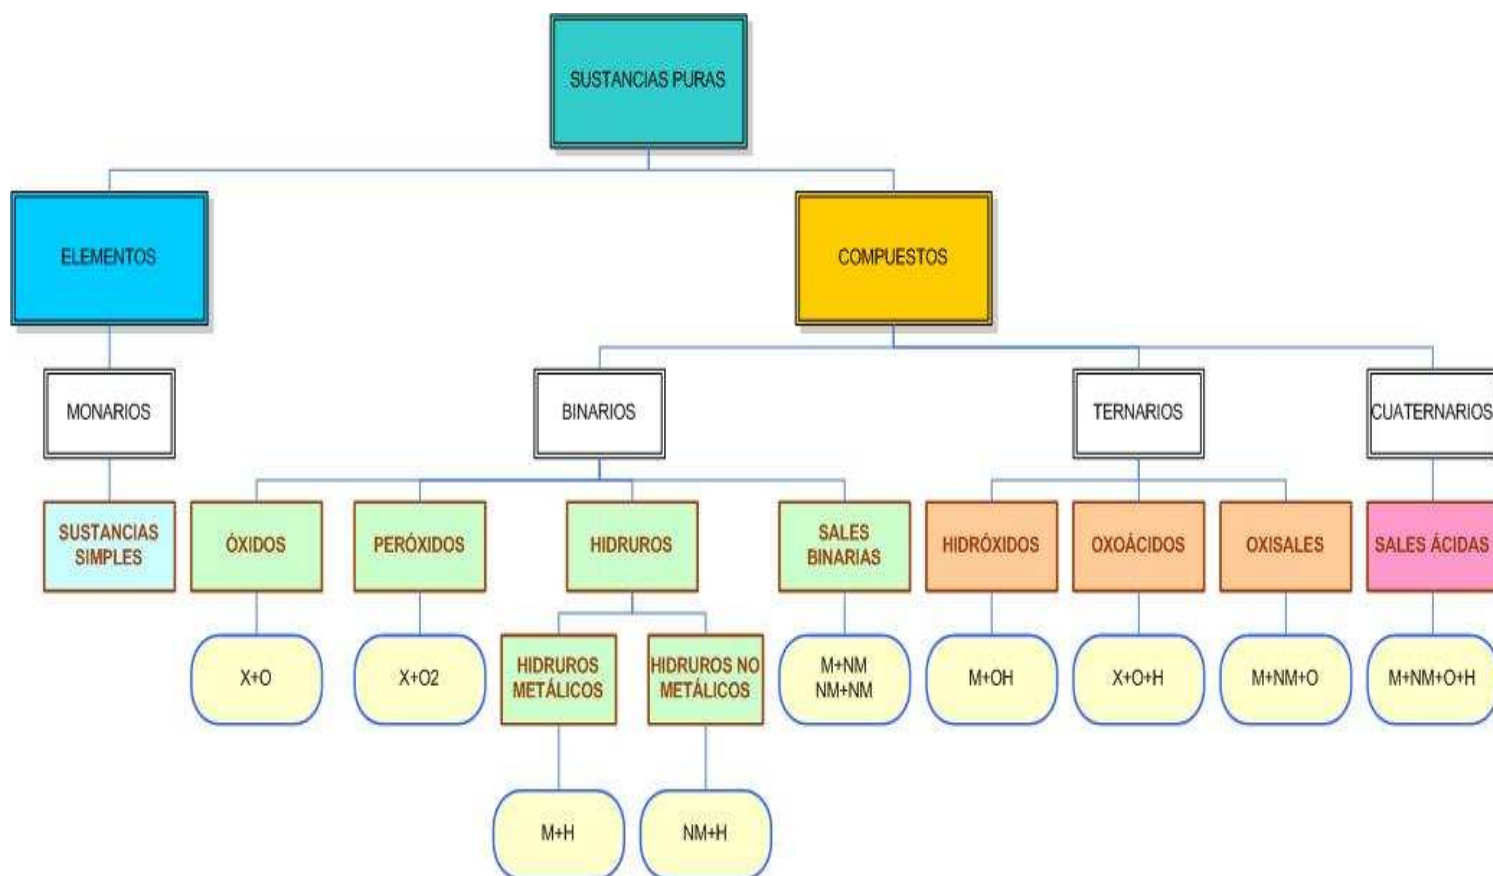 SUSTANCIAS PURAS
ELEMENTOS
COMPUESTOS
MONARIOS
BINARIOS
TERNARIOS
CUATERNARIOS
SUSTANCIAS
SIMPLES
ÓXIDOS
PERÓXIDOS
HIDRUROS
SALES
BINARIAS
HIDRÓXIDOS
OXOÁCIDOS
OXISALES
SALES ÁCIDAS
X+O
X+O2
HIDRUROS
METÁLICOS
HIDRUROS NO
METÁLICOS
M+NM
NM+NM
M+OH
X+O+H
M+NM+O
M+NM+O+H
M+H
NM+H